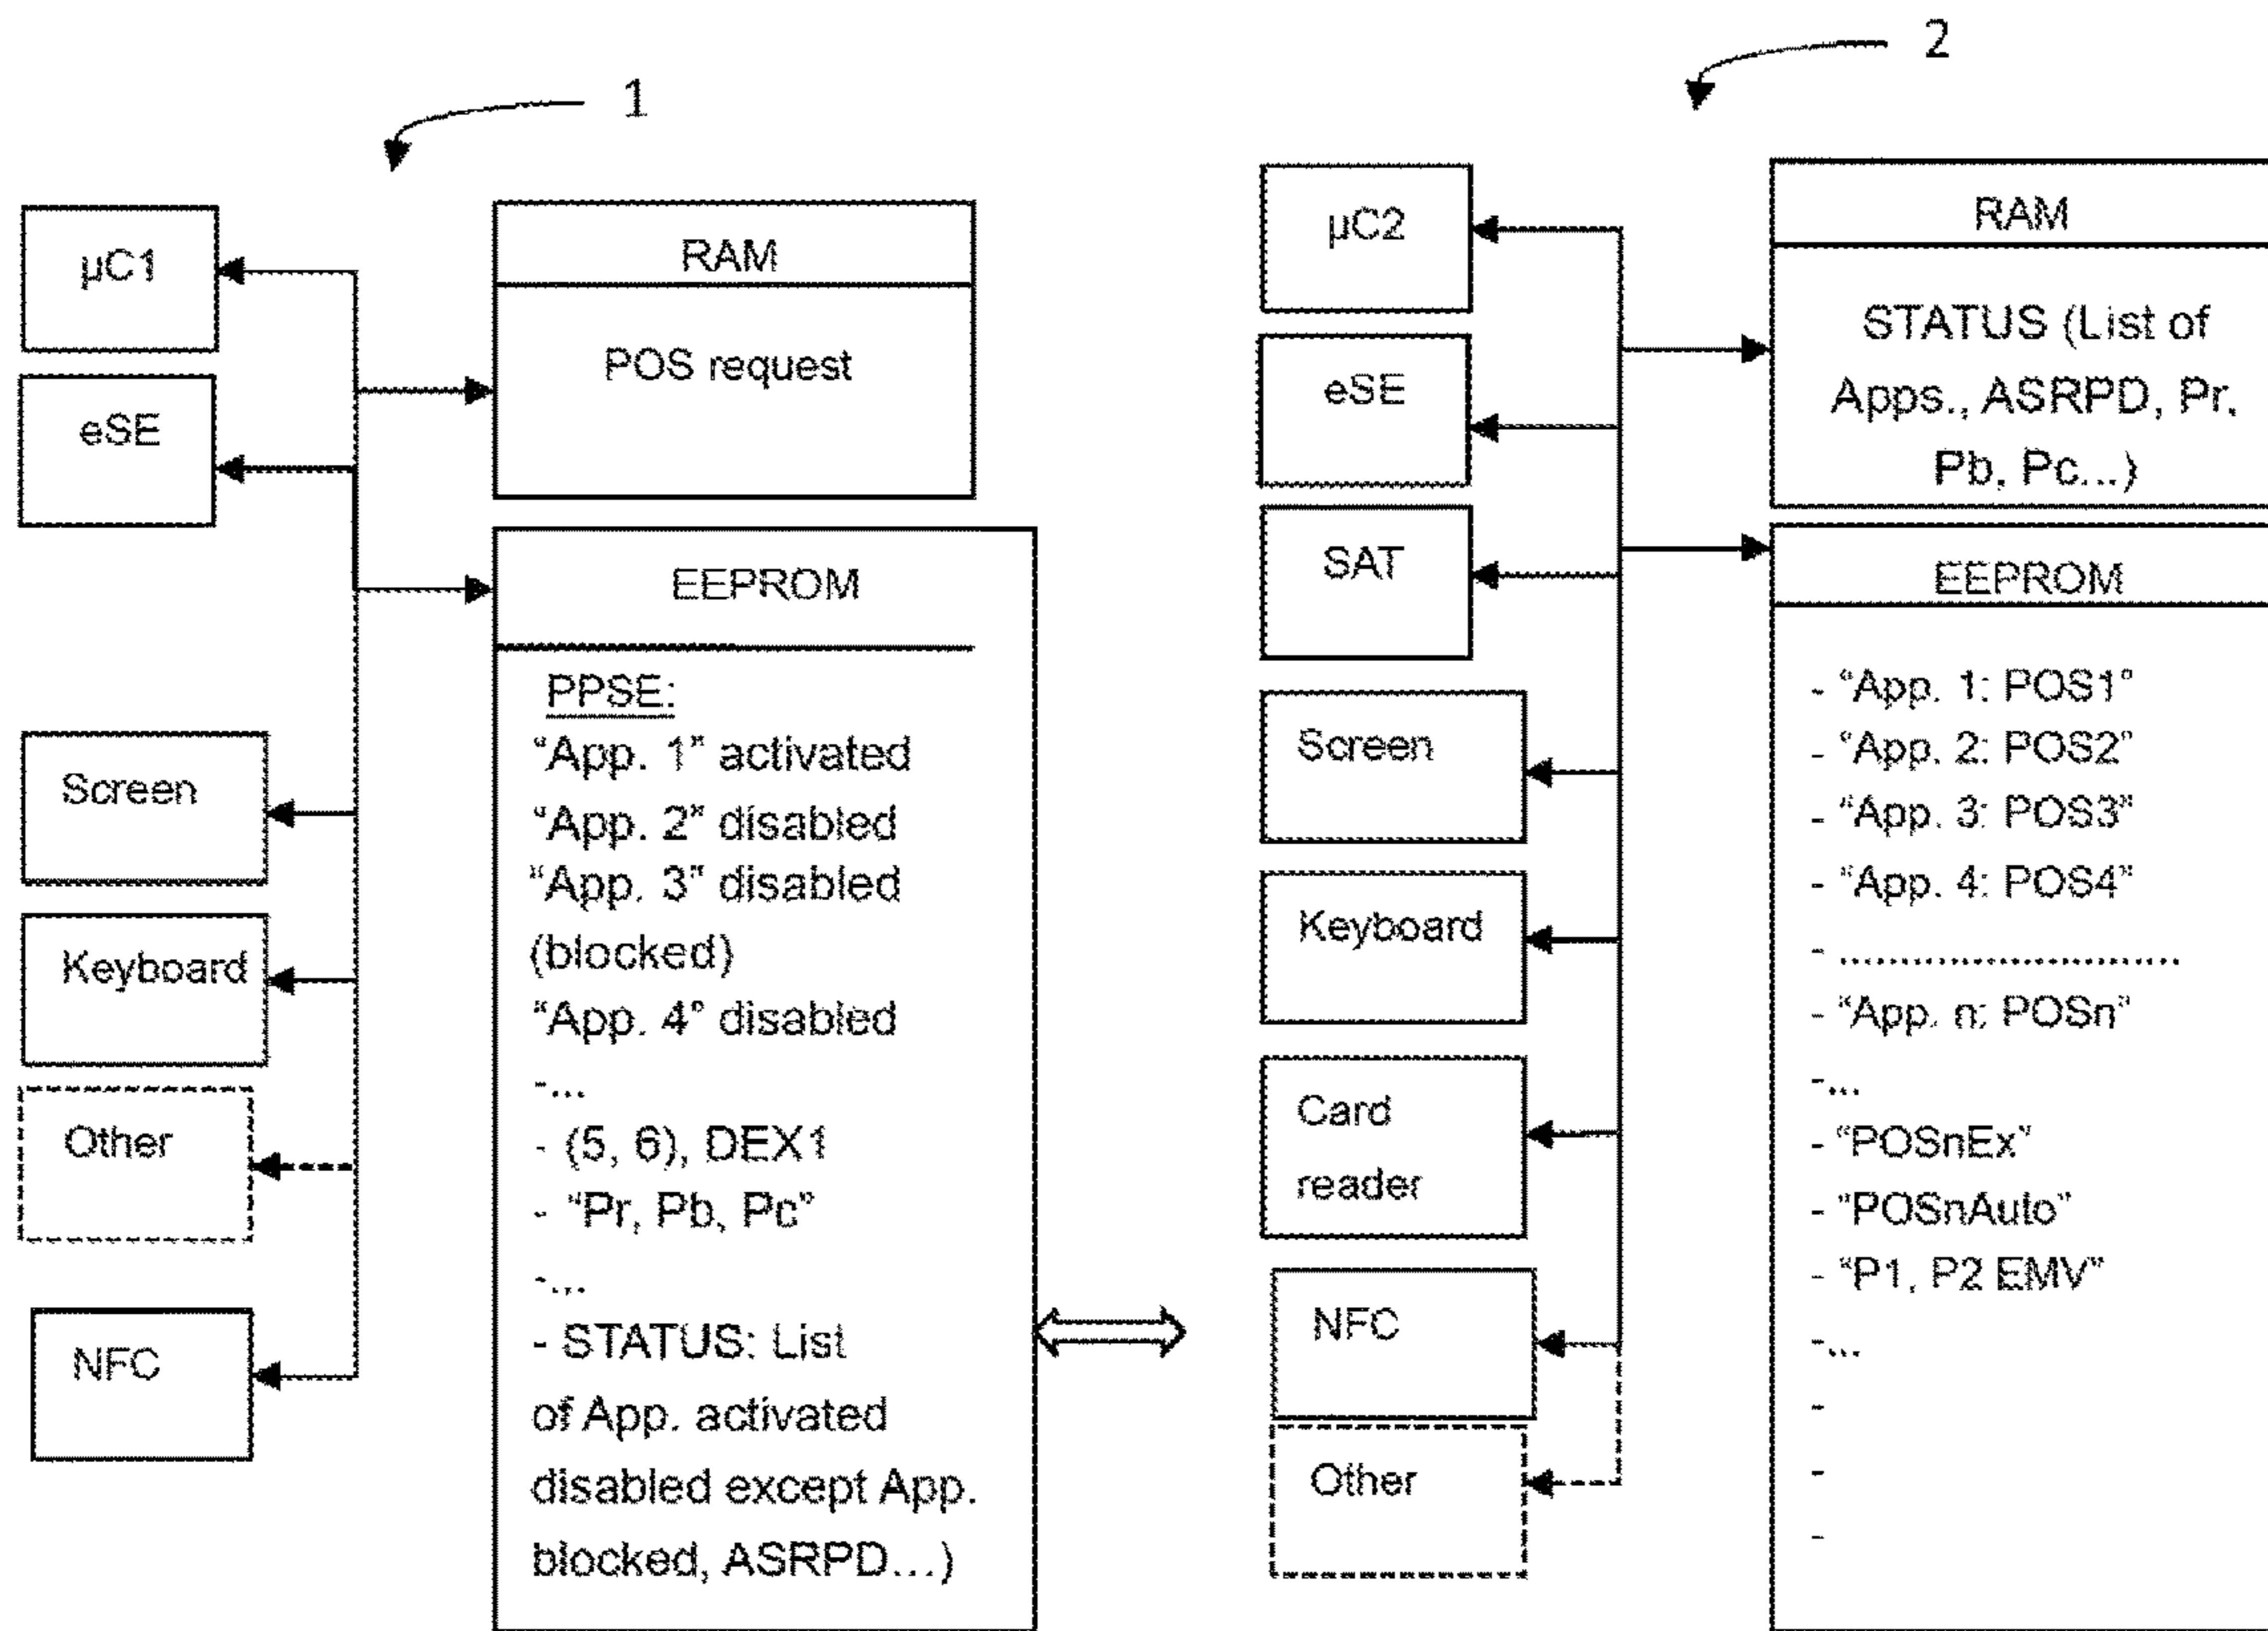 1
µC1
eSE
Screen
Keyboard
Other
NFC
RAM
POS request
EEPROM
PPSE:
“App. 1” activated
“App. 2” disabled
“App. 3” disabled
(blocked)
“App. 4” disabled
-...
- (5, 6), DEX1
- “Pr, Pb, Pc”
-...
- STATUS: List
of App. activated
disabled except App.
blocked, ASRPD...)
2
µC2
eSE
SAT
Screen
Keyboard
Card
reader
NFC
Other
RAM
STATUS (List of
Apps., ASRPD, Pr,
Pb, Pc...)
EEPROM
- “App. 1: POS1”
- “App. 2: POS2”
- “App. 3: POS3”
- “App. 4: POS4”
- ..............................
- “App. n: POSn”
-...
- “POSnEx”
- “POSnAuto”
- “P1, P2 EMV”
-...
-
-
-